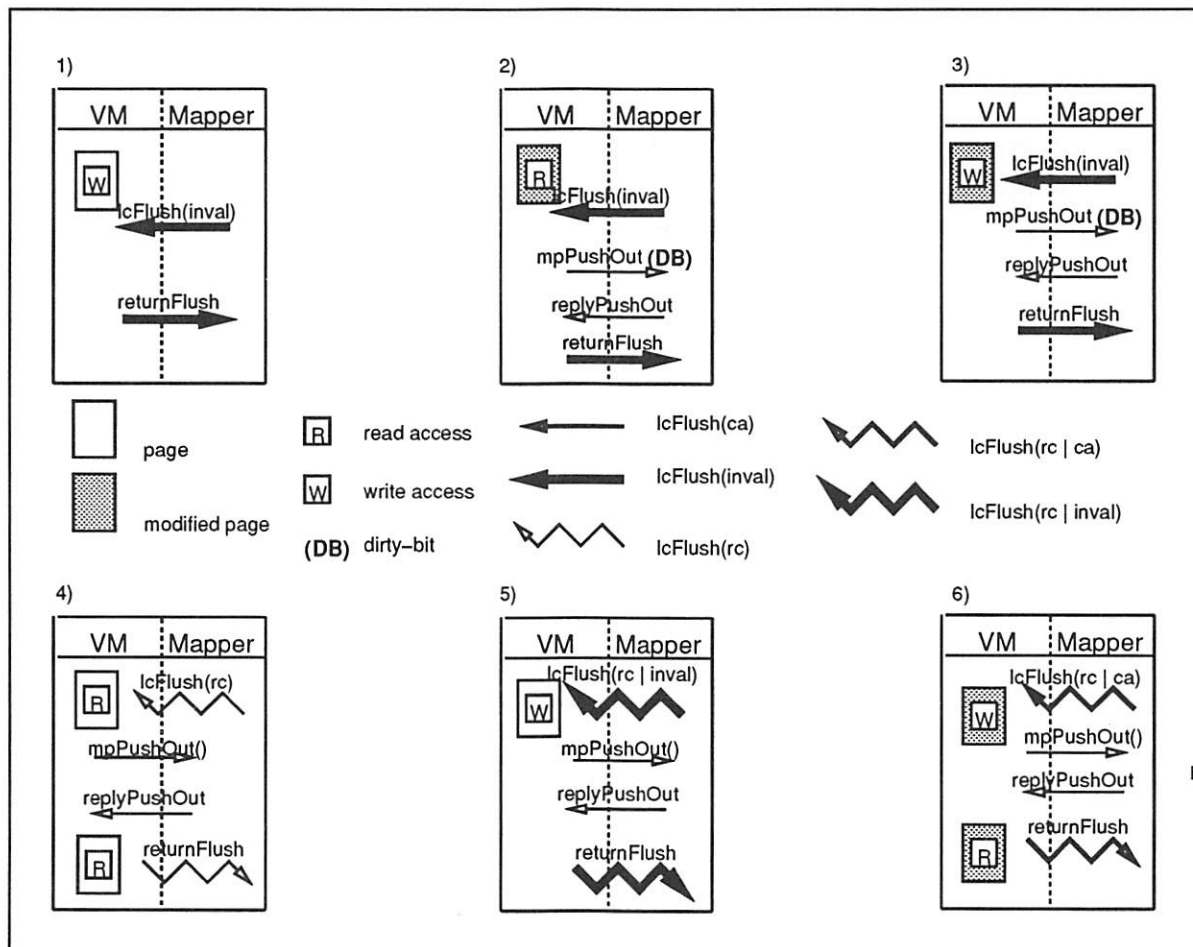 1)
VM Mapper
W
lcFlush(inval)
returnFlush
2)
VM Mapper
R
lcFlush(inval)
mpPushOut (DB)
replyPushOut
returnFlush
3)
VM Mapper
W
lcFlush(inval)
mpPushOut (DB)
replyPushOut
returnFlush
page
modified page
R read access
W write access
(DB) dirty-bit
lcFlush(ca)
lcFlush(inval)
lcFlush(rc)
lcFlush(rc | ca)
lcFlush(rc | inval)
4)
VM Mapper
R
lcFlush(rc)
mpPushOut()
replyPushOut
R
returnFlush
5)
VM Mapper
lcFlush(rc | inval)
W
mpPushOut()
replyPushOut
returnFlush
6)
VM Mapper
lcFlush(rc | ca)
W
mpPushOut()
replyPushOut
returnFlush
R